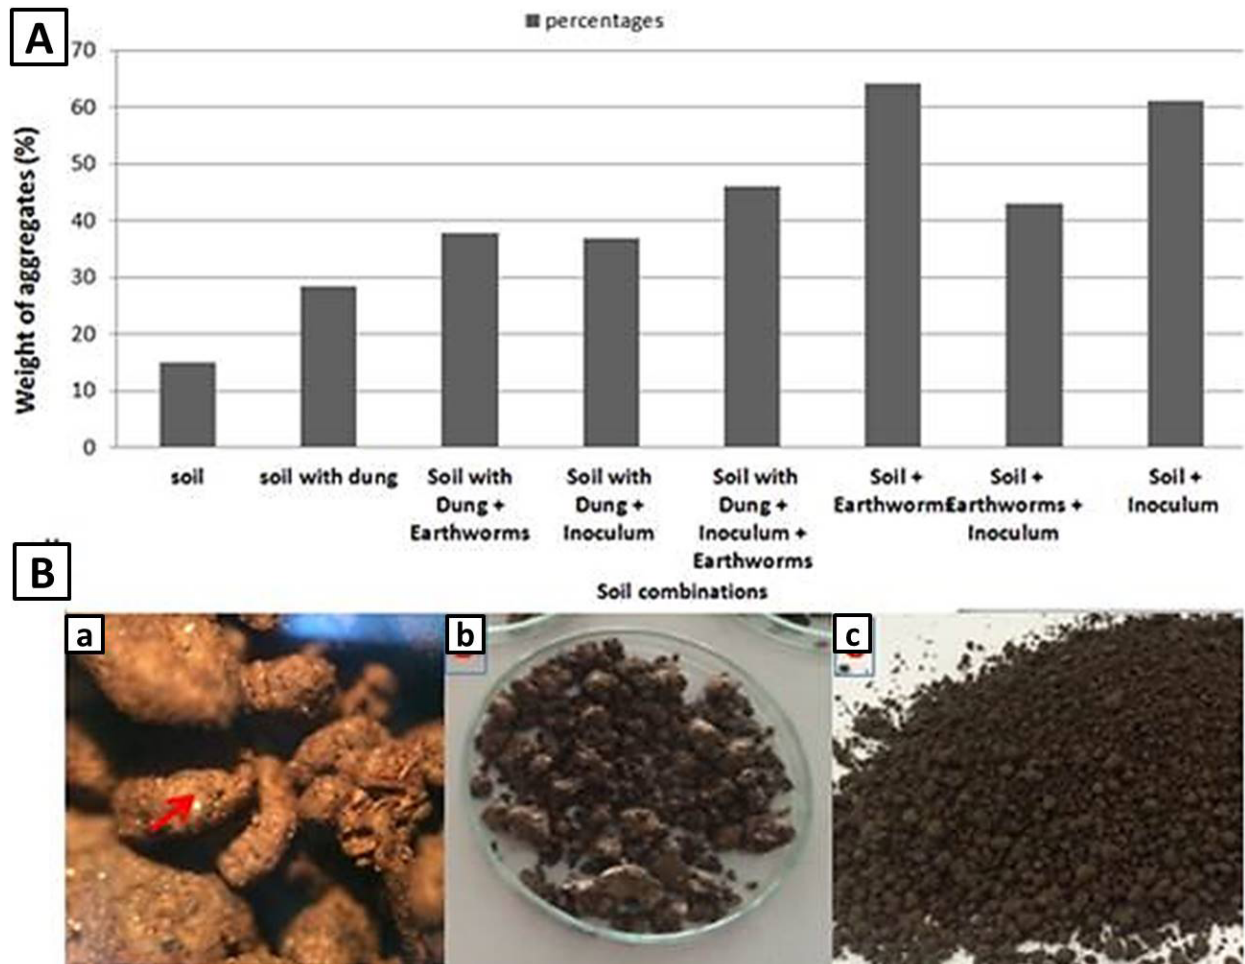 A
percentages
Weight of aggregates (%)
70
60
50
40
30
20
10
0
soil
soil with dung
Soil with
Dung +
Earthworms
Soil with
Dung +
Inoculum
Soil with
Dung +
Inoculum +
Earthworms
Soil +
Earthworms
Soil +
Earthworms +
Inoculum
Soil +
Inoculum
Soil combinations
B
a
b
c